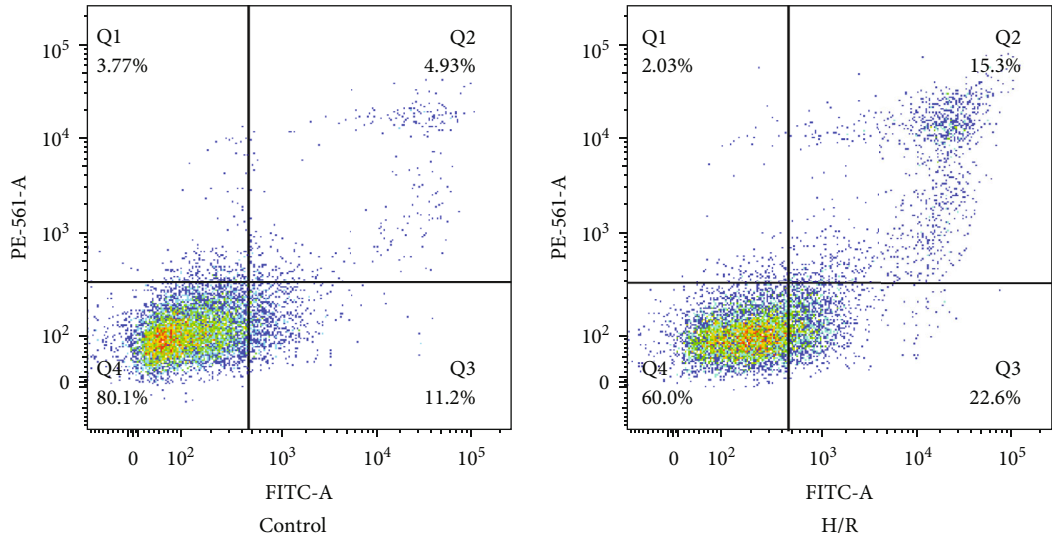 Q1
3.77%
Q2
4.93%
Q4
80.1%
Q3
11.2%
10^5
10^4
10^3
10^2
0
0
10^2
10^3
10^4
10^5
PE-561-A
FITC-A
Control
Q1
2.03%
Q2
15.3%
Q4
60.0%
Q3
22.6%
10^5
10^4
10^3
10^2
0
0
10^2
10^3
10^4
10^5
PE-561-A
FITC-A
H/R